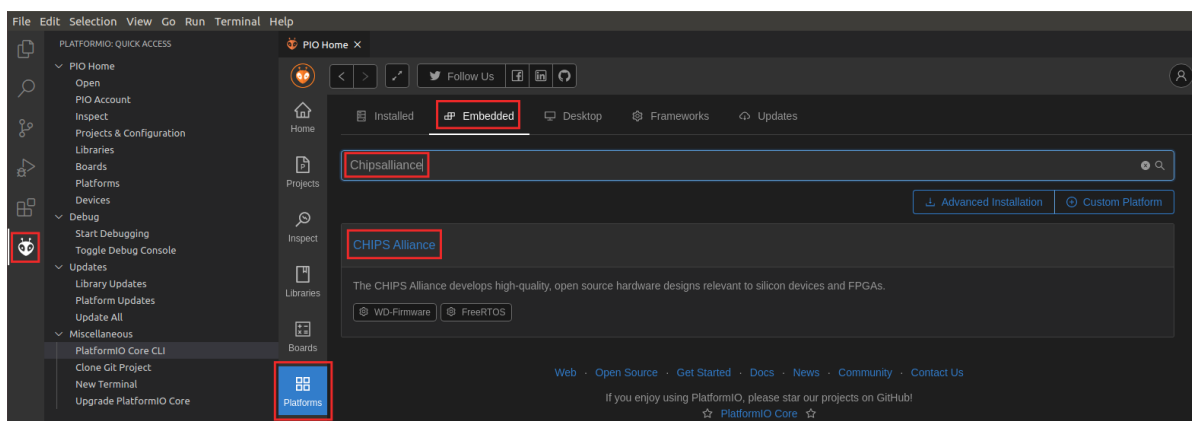 File Edit Selection View Go Run Terminal Help
PLATFORMIO: QUICK ACCESS
PIO Home
Open
PIO Account
Inspect
Projects & Configuration
Libraries
Boards
Platforms
Devices
Debug
Start Debugging
Toggle Debug Console
Updates
Library Updates
Platform Updates
Update All
Miscellaneous
PlatformIO Core CLI
Clone Git Project
New Terminal
Upgrade PlatformIO Core
PIO Home
Follow Us
Home
Projects
Inspect
Libraries
Boards
Platforms
Installed Embedded Desktop Frameworks Updates
Chipsalliance
Advanced Installation Custom Platform
CHIPS Alliance
The CHIPS Alliance develops high-quality, open source hardware designs relevant to silicon devices and FPGAs.
WD-Firmware FreeRTOS
Web · Open Source · Get Started · Docs · News · Community · Contact Us
If you enjoy using PlatformIO, please star our projects on GitHub!
☆ PlatformIO Core ☆